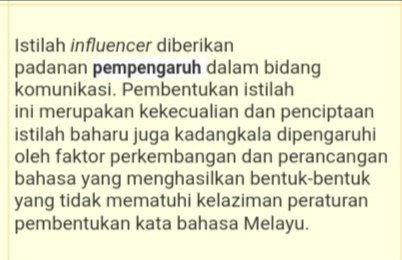 Istilah influencer diberikan
padanan pempengaruh dalam bidang
komunikasi. Pembentukan istilah
ini merupakan kekecualian dan penciptaan
istilah baharu juga kadangkala dipengaruhi
oleh faktor perkembangan dan perancangan
bahasa yang menghasilkan bentuk-bentuk
yang tidak mematuhi kelaziman peraturan
pembentukan kata bahasa Melayu.